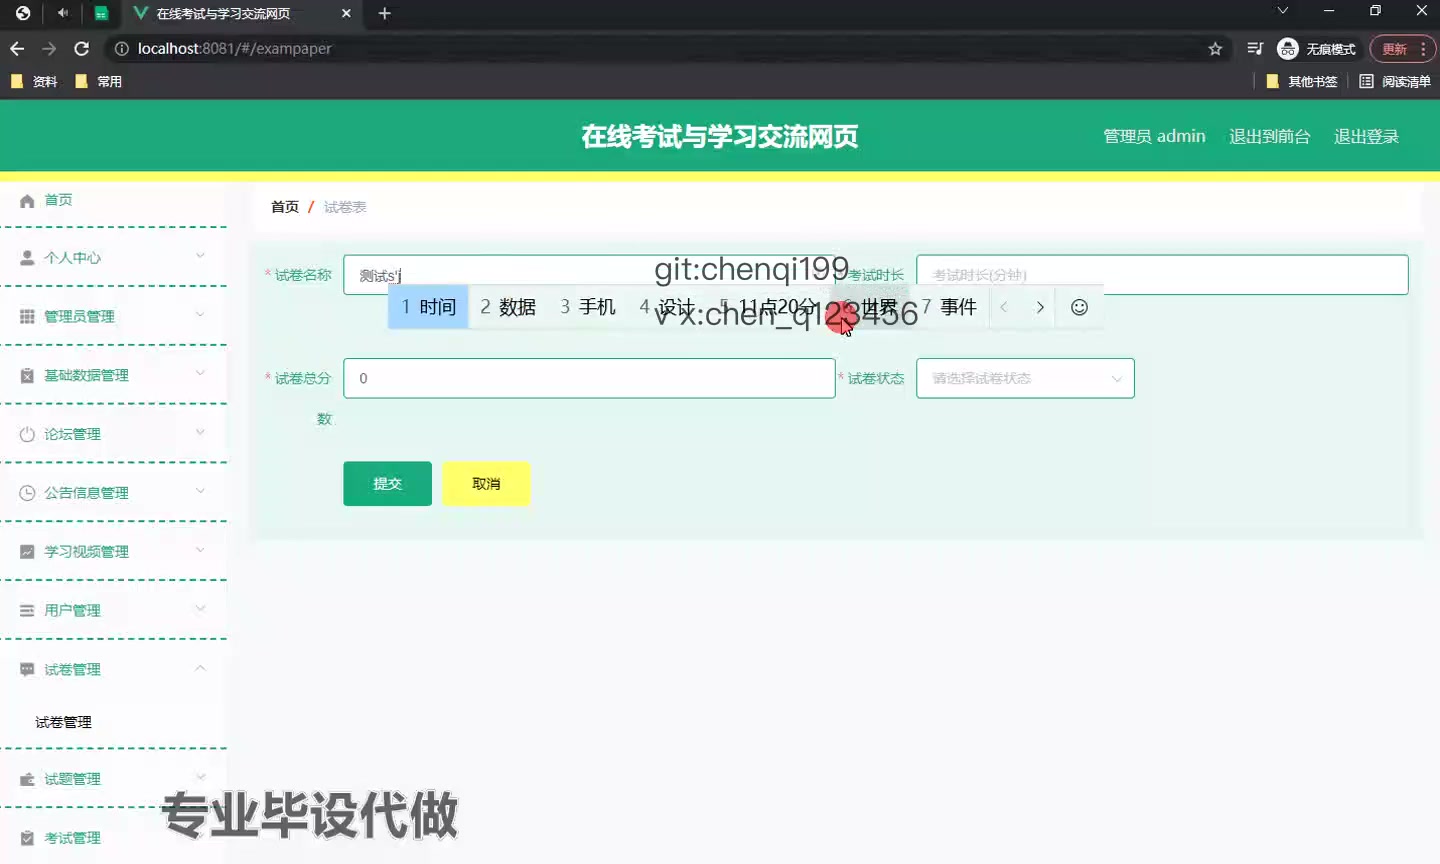 在线考试与学习交流网页
localhost:8081/#/exampaper
无痕模式
更新
资料
常用
其他书签
阅读清单
在线考试与学习交流网页
管理员 admin
退出到前台
退出登录
首页
个人中心
管理员管理
基础数据管理
论坛管理
公告信息管理
学习视频管理
用户管理
试卷管理
试卷管理
试题管理
考试管理
首页 / 试卷表
* 试卷名称
测试s'j
考试时长
考试时长(分钟)
1 时间 2 数据 3 手机 4 设计 5 11点20分 6 世界 7 事件
git:chenqi199
v x:chen_q123456
* 试卷总分数
0
* 试卷状态
请选择试卷状态
提交
取消
专业毕设代做